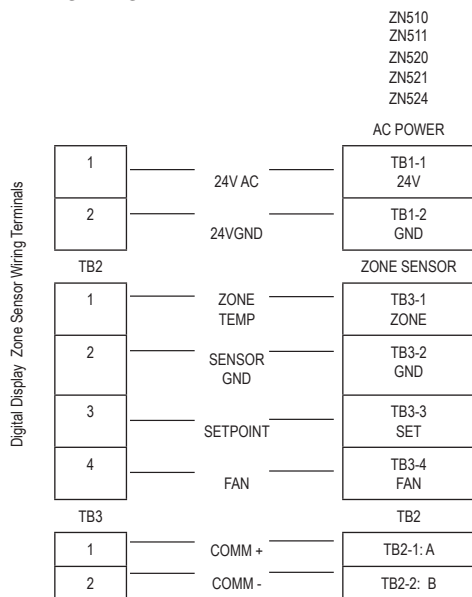 ZN510
ZN511
ZN520
ZN521
ZN524
AC POWER
Digital Display Zone Sensor Wiring Terminals
1
24V AC
TB1-1
24V
2
24VGND
TB1-2
GND
TB2
ZONE SENSOR
1
ZONE
TEMP
TB3-1
ZONE
2
SENSOR
GND
TB3-2
GND
3
SETPOINT
TB3-3
SET
4
FAN
TB3-4
FAN
TB3
TB2
1
COMM +
TB2-1: A
2
COMM -
TB2-2: B